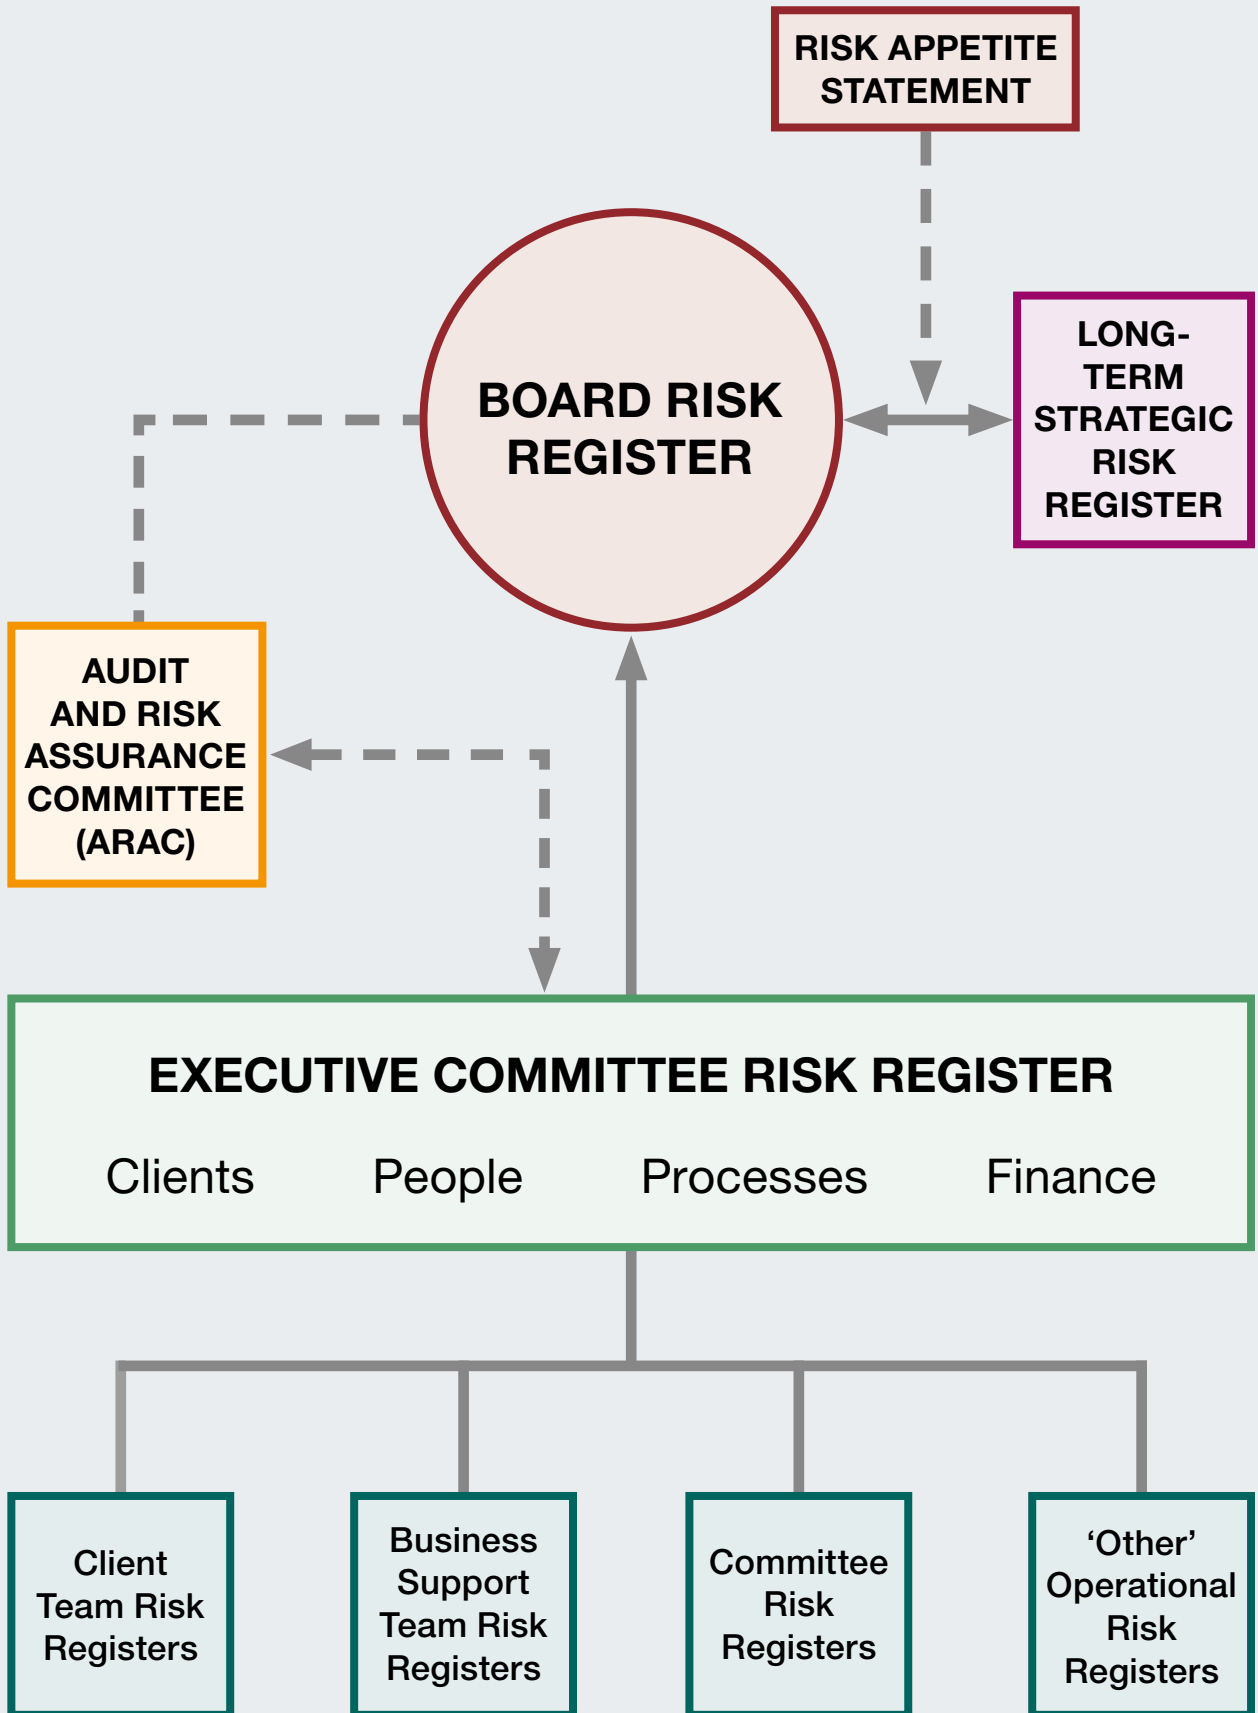 RISK APPETITE
STATEMENT
BOARD RISK
REGISTER
LONG-
TERM
STRATEGIC
RISK
REGISTER
AUDIT
AND RISK
ASSURANCE
COMMITTEE
(ARAC)
EXECUTIVE COMMITTEE RISK REGISTER
Clients People Processes Finance
Client
Team Risk
Registers
Business
Support
Team Risk
Registers
Committee
Risk
Registers
‘Other’
Operational
Risk
Registers